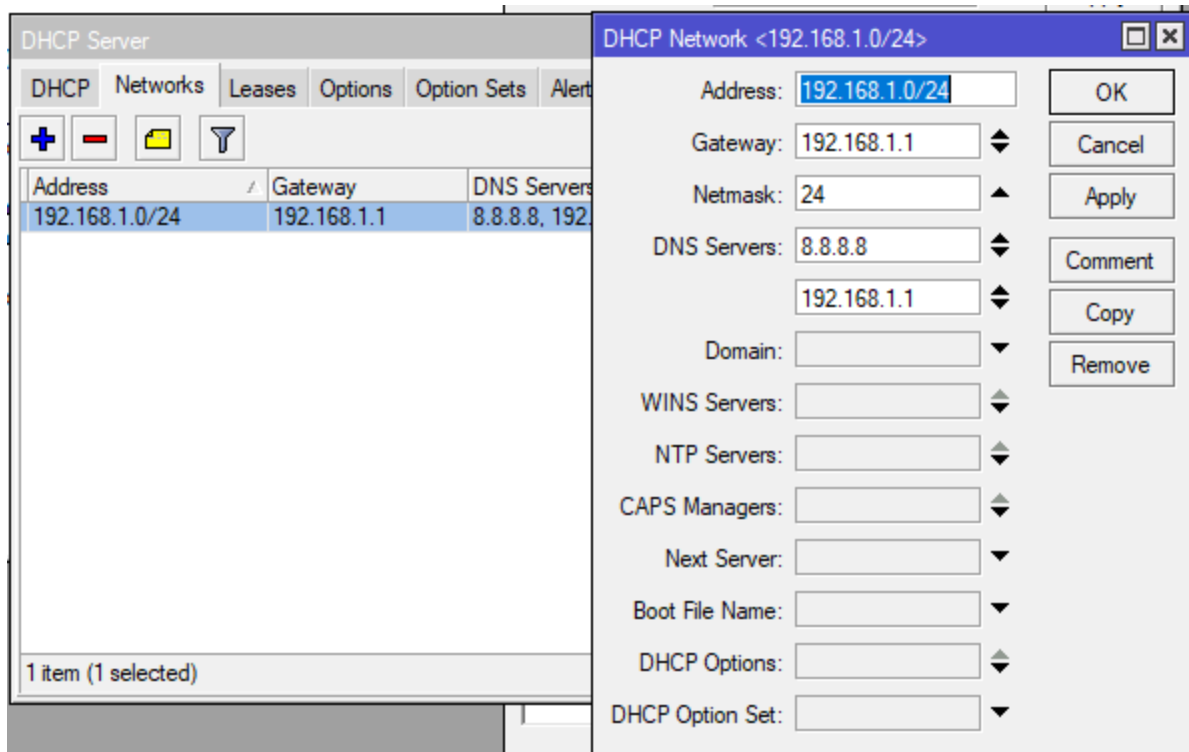 DHCP Server
DHCP Networks Leases Options Option Sets Alert
Address Gateway DNS Servers
192.168.1.0/24 192.168.1.1 8.8.8.8, 192.
1 item (1 selected)
DHCP Network <192.168.1.0/24>
Address: 192.168.1.0/24 OK
Gateway: 192.168.1.1 Cancel
Netmask: 24 Apply
DNS Servers: 8.8.8.8
Comment
192.168.1.1
Copy
Domain:
Remove
WINS Servers:
NTP Servers:
CAPS Managers:
Next Server:
Boot File Name:
DHCP Options:
DHCP Option Set: